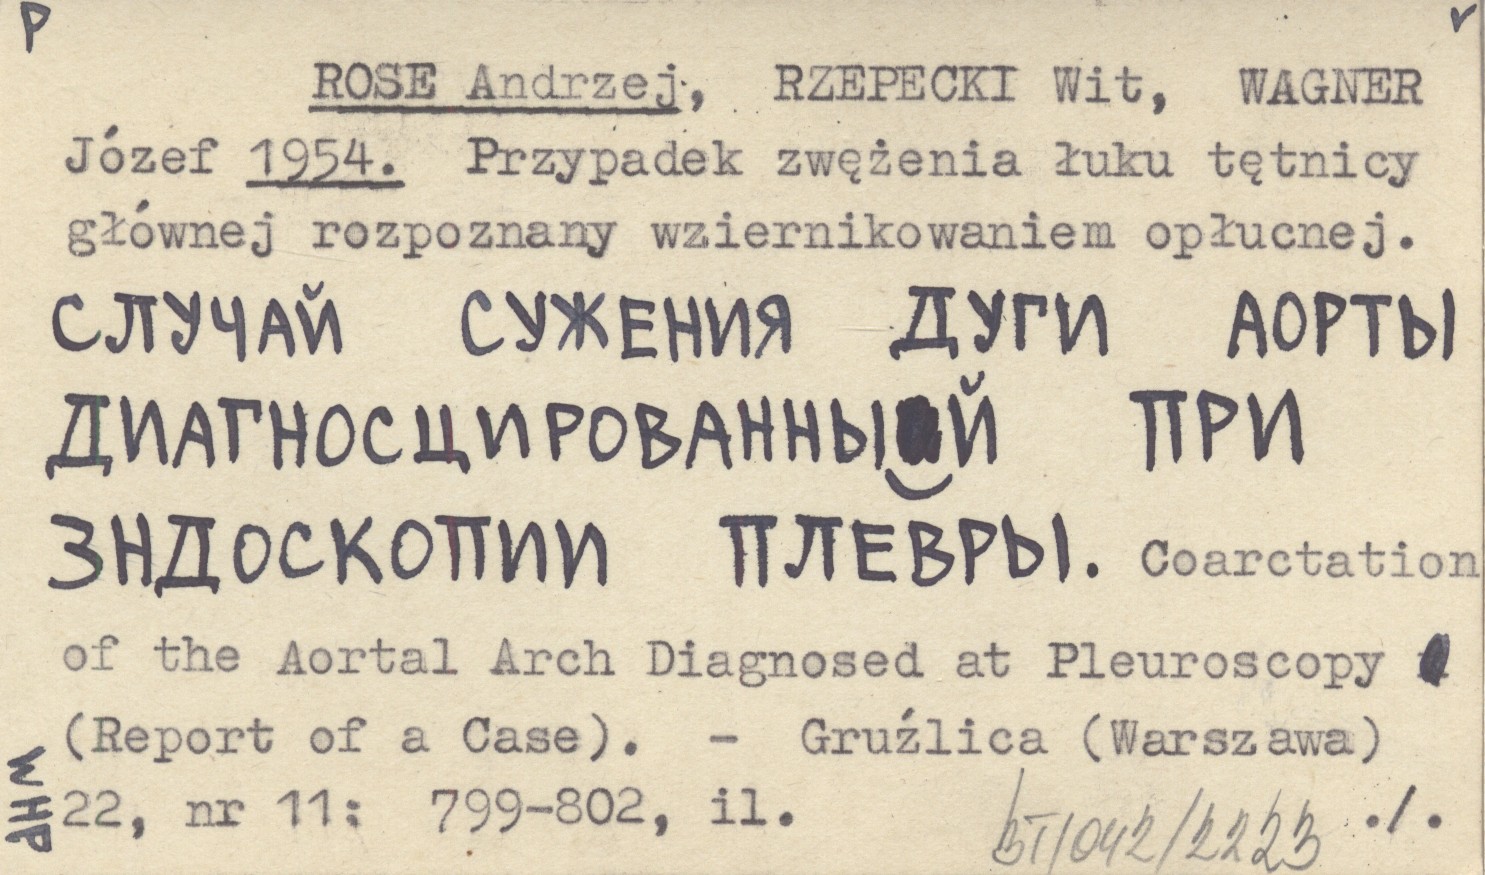 P
v
ROSE Andrzej, RZEPECKI Wit, WAGNER
Józef 1954. Przypadek zwężenia łuku tętnicy
głównej rozpoznany wziernikowaniem opłucnej.
СЛУЧАЙ СУЖЕНИЯ ДУГИ АОРТЫ
ДИАГНОСЦИРОВАННЫЙ ПРИ
ЭНДОСКОПИИ ПЛЕВРЫ. Coarctation
of the Aortal Arch Diagnosed at Pleuroscopy
(Report of a Case). - Gruźlica (Warszawa)
22, nr 11: 799-802, il.
./.
WHP